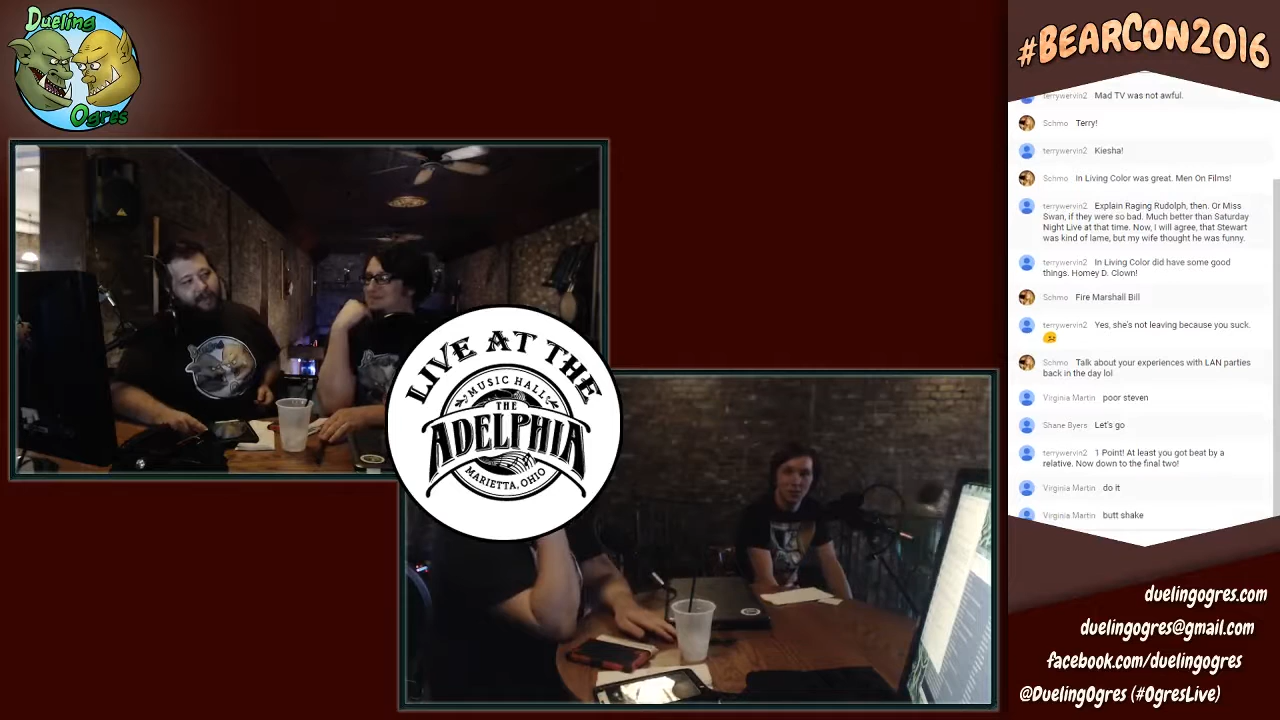 Dueling
Ogres
LIVE AT THE
MUSIC HALL
THE
ADELPHIA
MARIETTA, OHIO
#BEARCON2016
terrywervin2 Mad TV was not awful.
Schmo Terry!
terrywervin2 Kiesha!
Schmo In Living Color was great. Men On Films!
terrywervin2 Explain Raging Rudolph, then. Or Miss
Swan, if they were so bad. Much better than Saturday
Night Live at that time. Now, I will agree, that Stewart
was kind of lame, but my wife thought he was funny.
terrywervin2 In Living Color did have some good
things. Homey D. Clown!
Schmo Fire Marshall Bill
terrywervin2 Yes, she's not leaving because you suck.
Schmo Talk about your experiences with LAN parties
back in the day lol
Virginia Martin poor steven
Shane Byers Let's go
terrywervin2 1 Point! At least you got beat by a
relative. Now down to the final two!
Virginia Martin do it
Virginia Martin butt shake
duelingogres.com
duelingogres@gmail.com
facebook.com/duelingogres
@DuelingOgres (#OgresLive)